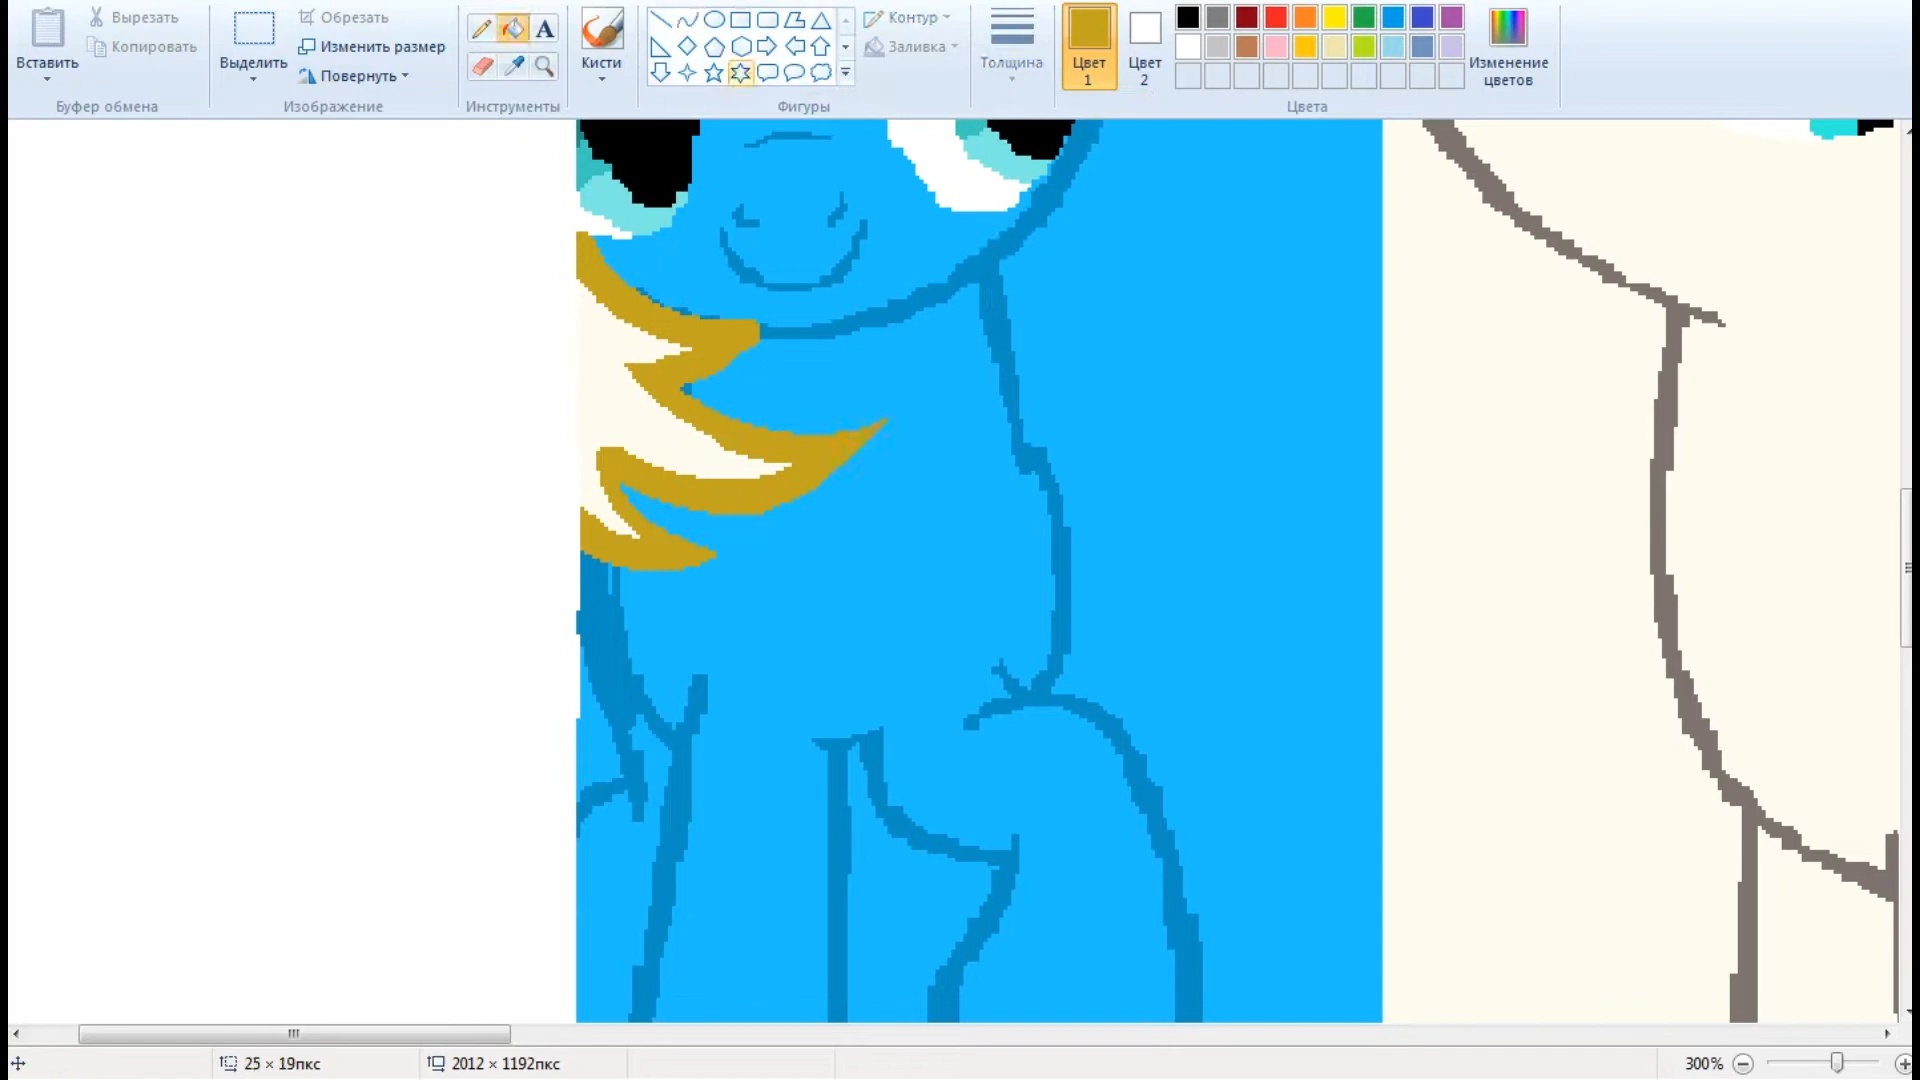 Вставить
Вырезать
Копировать
Буфер обмена
Выделить
Обрезать
Изменить размер
Повернуть
Изображение
A
Инструменты
Кисти
Контур
Заливка
Фигуры
Толщина
Цвет
1
Цвет
2
Изменение
цветов
Цвета
25 × 19пкс
2012 × 1192пкс
300%